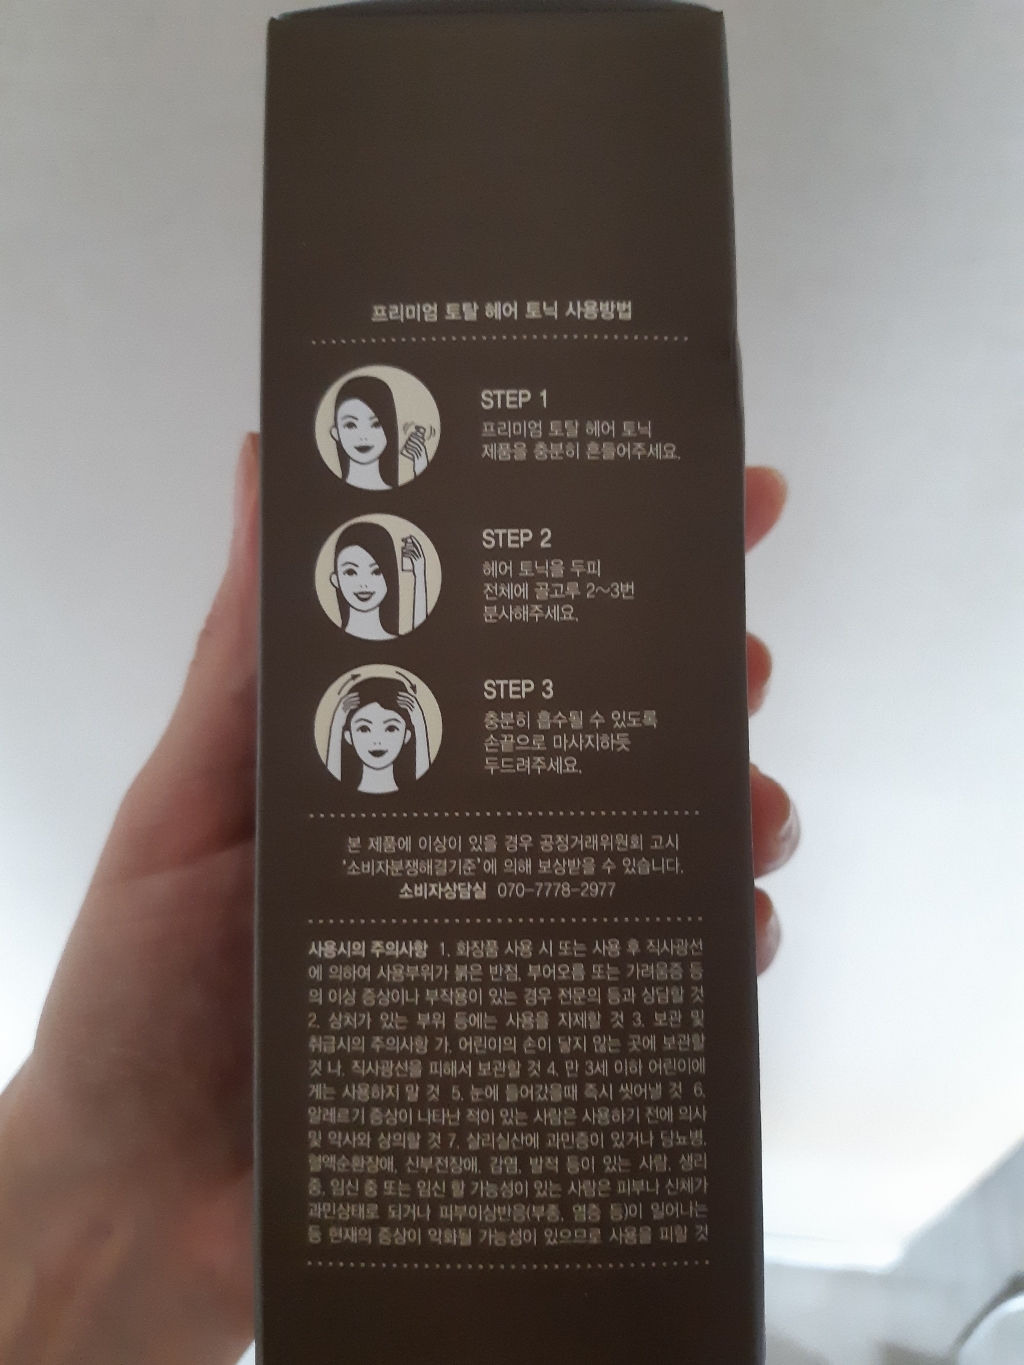 프리미엄 토탈 헤어 토닉 사용방법
STEP 1
프리미엄 토탈 헤어 토닉
제품을 충분히 흔들어주세요.
STEP 2
헤어 토닉을 두피
전체에 골고루 2~3번
분사해주세요.
STEP 3
충분히 흡수될 수 있도록
손끝으로 마사지하듯
두드려주세요.
본 제품에 이상이 있을 경우 공정거래위원회 고시
'소비자분쟁해결기준'에 의해 보상받을 수 있습니다.
소비자상담실 070-7778-2977
사용시의 주의사항 1. 화장품 사용 시 또는 사용 후 직사광선
에 의하여 사용부위가 붉은 반점, 부어오름 또는 가려움증 등
의 이상 증상이나 부작용이 있는 경우 전문의 등과 상담할 것
2. 상처가 있는 부위 등에는 사용을 자제할 것 3. 보관 및
취급시의 주의사항 가. 어린이의 손이 닿지 않는 곳에 보관할
것 나. 직사광선을 피해서 보관할 것 4. 만 3세 이하 어린이에
게는 사용하지 말 것 5. 눈에 들어갔을때 즉시 씻어낼 것 6.
알레르기 증상이 나타난 적이 있는 사람은 사용하기 전에 의사
및 약사와 상의할 것 7. 살리실산에 과민증이 있거나 당뇨병,
혈액순환장애, 신부전장애, 감염, 발적 등이 있는 사람, 생리
중, 임신 중 또는 임신 할 가능성이 있는 사람은 피부나 신체가
과민상태로 되거나 피부이상반응(부종, 염증 등)이 일어나는
등 현재의 증상이 악화될 가능성이 있으므로 사용을 피할 것